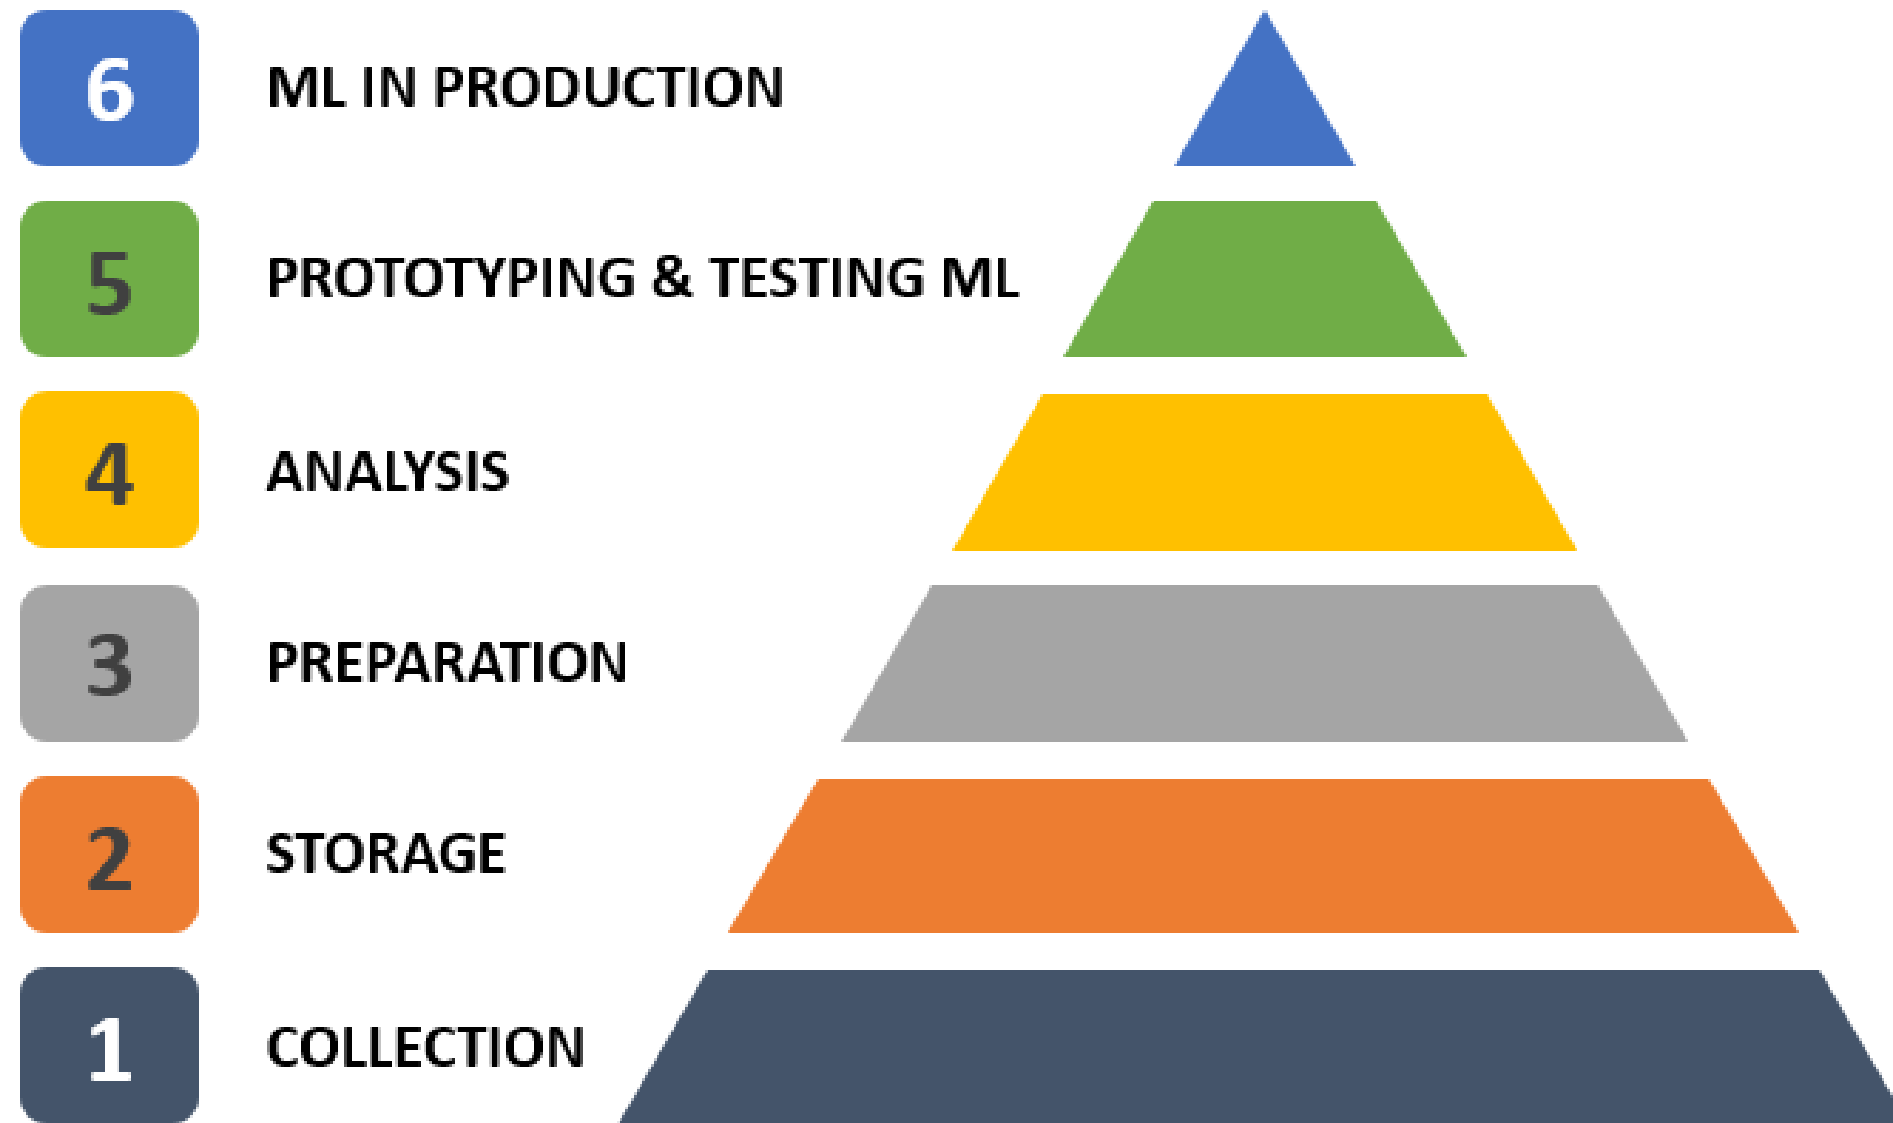 6 ML IN PRODUCTION
5 PROTOTYPING & TESTING ML
4 ANALYSIS
3 PREPARATION
2 STORAGE
1 COLLECTION